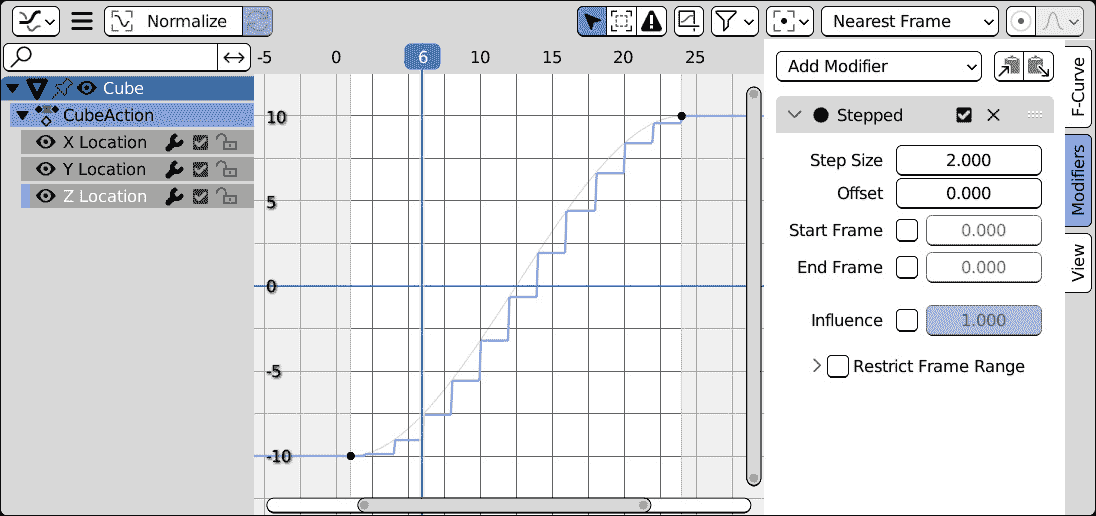 Normalize
Nearest Frame
-5 0 6 10 15 20 25
Cube
CubeAction
X Location
Y Location
Z Location
10
5
0
-5
-10
Add Modifier
Stepped
Step Size 2.000
Offset 0.000
Start Frame 0.000
End Frame 0.000
Influence 1.000
Restrict Frame Range
F-Curve
Modifiers
View